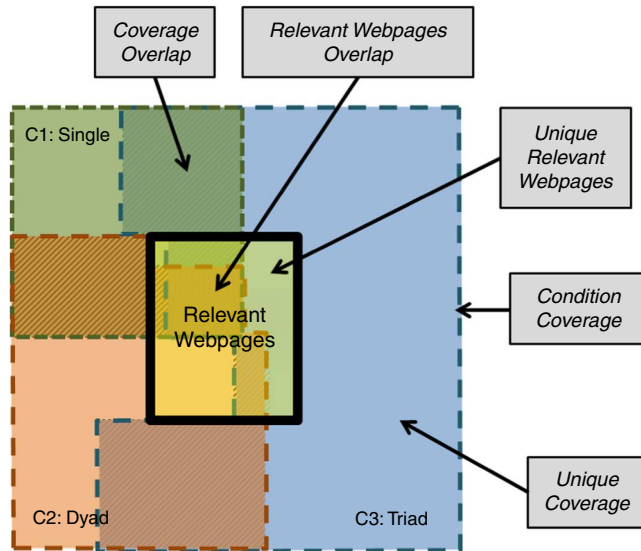 Coverage
Overlap
Relevant Webpages
Overlap
C1: Single
Unique
Relevant
Webpages
Relevant
Webpages
Condition
Coverage
Unique
Coverage
C2: Dyad
C3: Triad